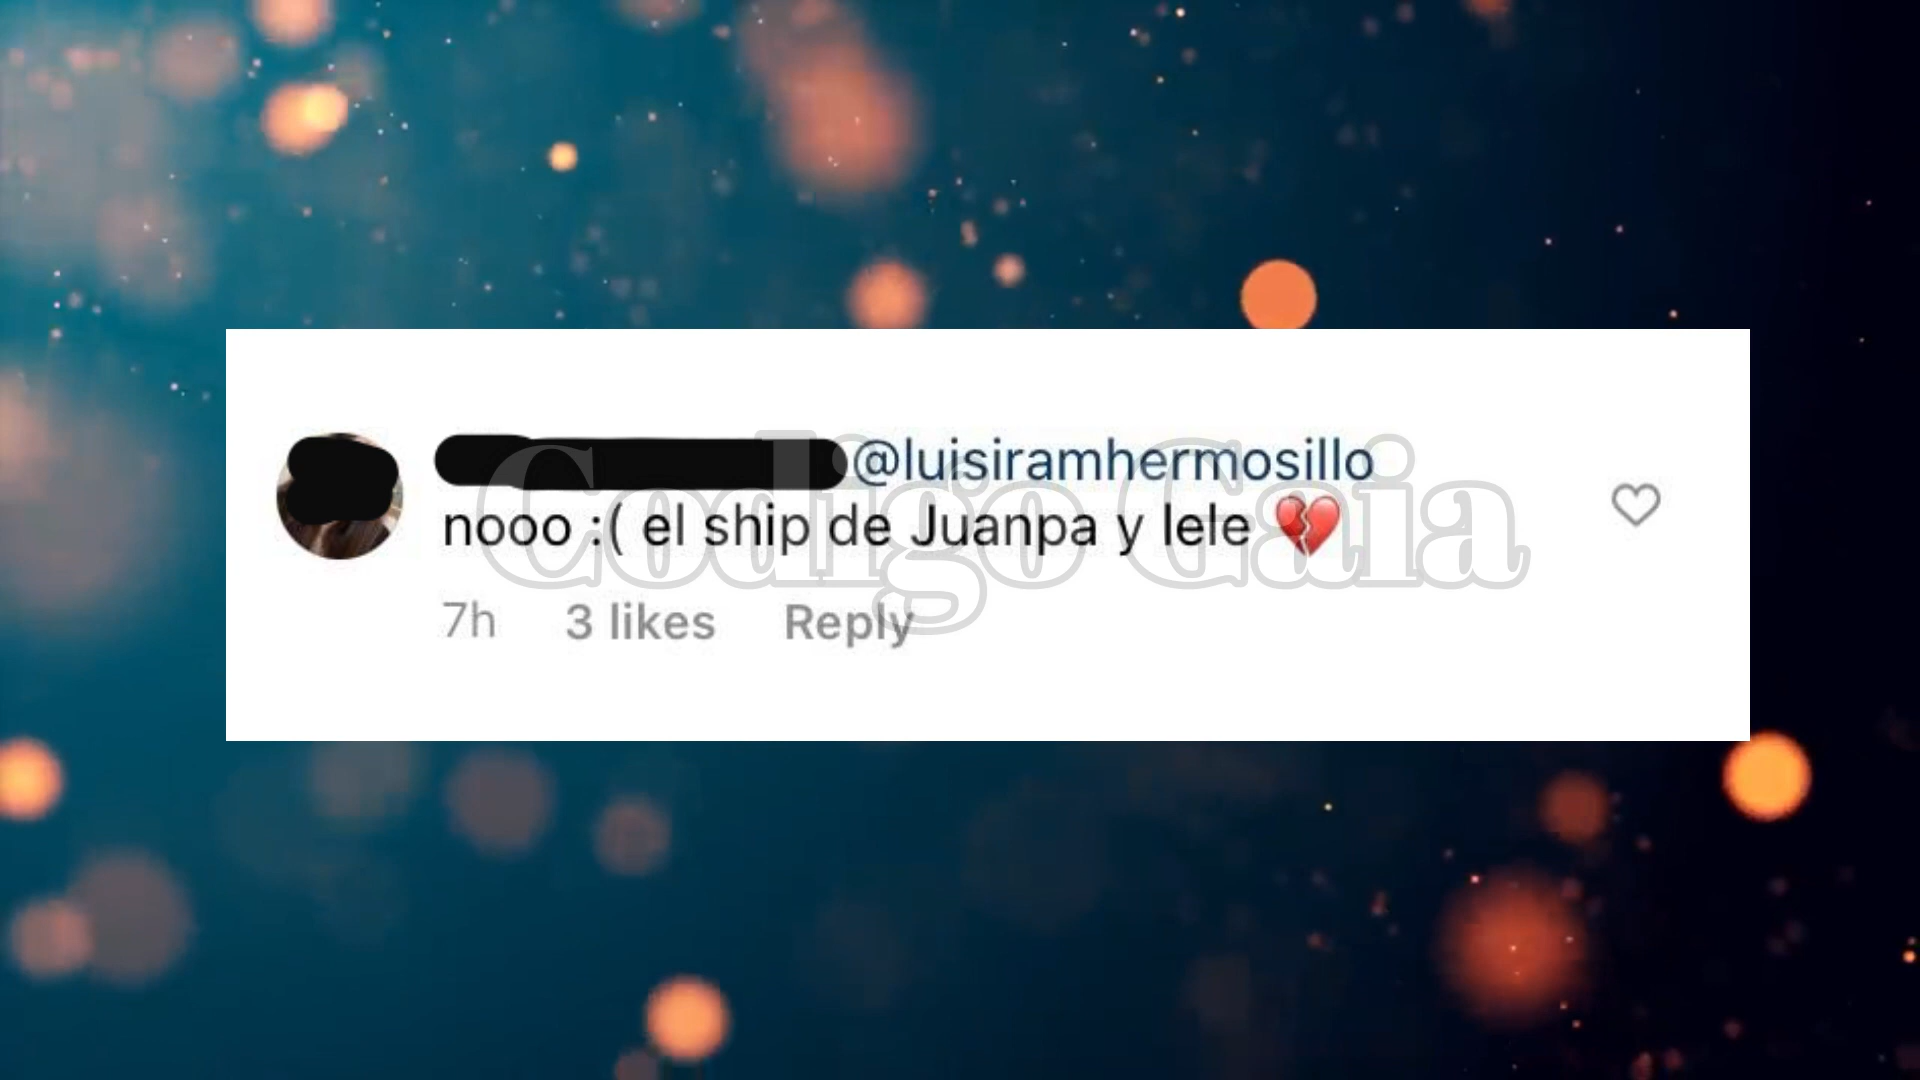 @luisiramhermosillo
nooo :( el ship de Juanpa y lele 💔
7h 3 likes Reply
Codigo Gaia